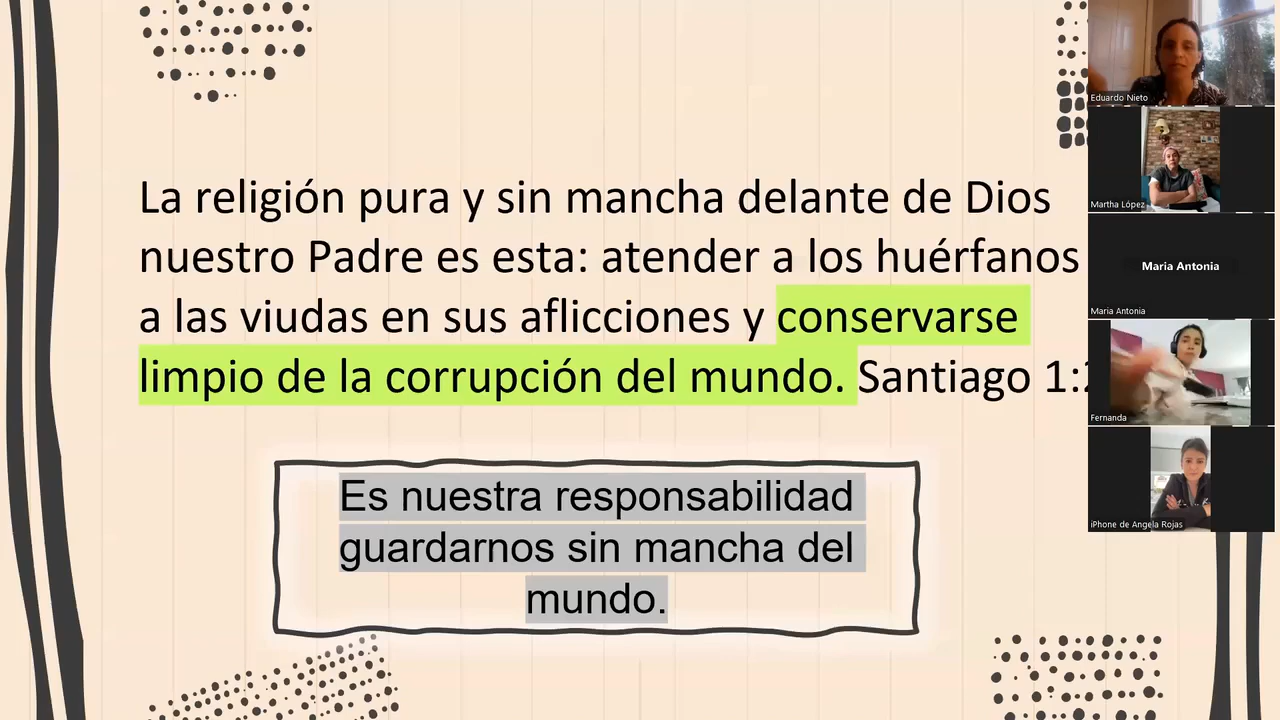 La religión pura y sin mancha delante de Dios
nuestro Padre es esta: atender a los huérfanos
a las viudas en sus aflicciones y conservarse
limpio de la corrupción del mundo. Santiago 1:2
Es nuestra responsabilidad
guardarnos sin mancha del
mundo.
Eduardo Nieto
Martha López
Maria Antonia
Maria Antonia
Fernanda
iPhone de Angela Rojas